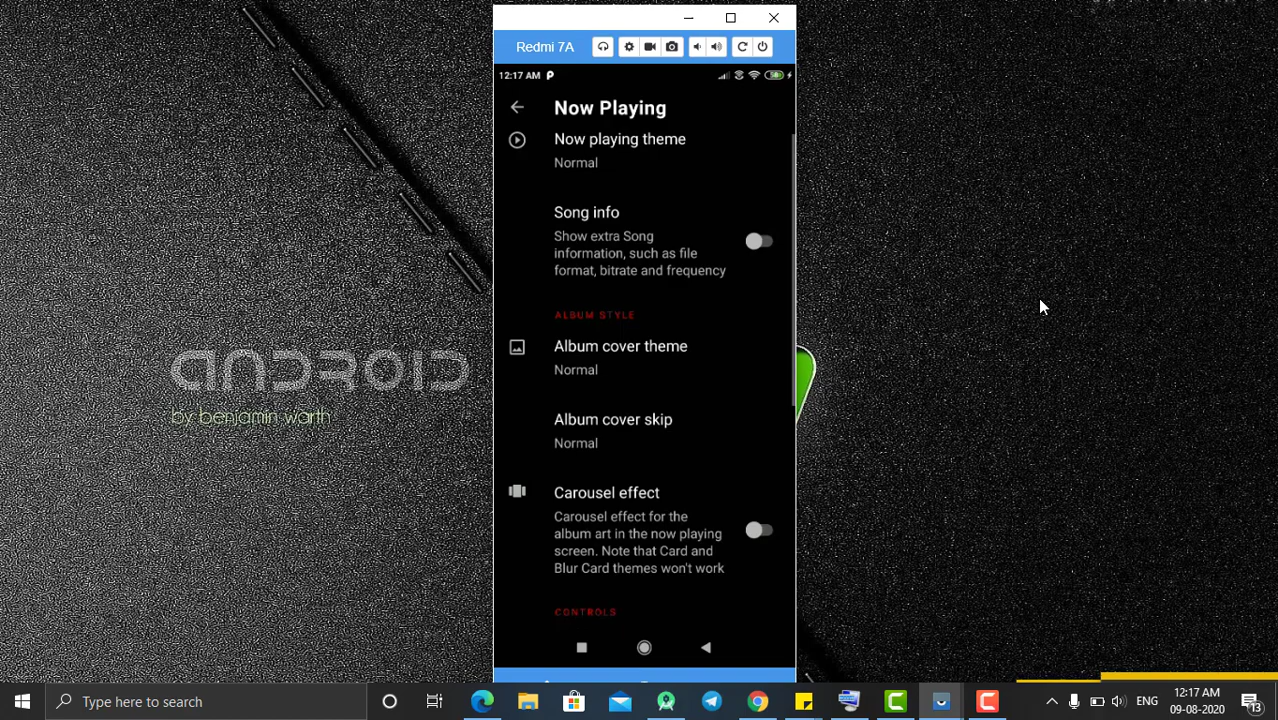 Redmi 7A
12:17 AM
Now Playing
Now playing theme
Normal
Song info
Show extra Song
information, such as file
format, bitrate and frequency
ALBUM STYLE
Album cover theme
Normal
Album cover skip
Normal
Carousel effect
Carousel effect for the
album art in the now playing
screen. Note that Card and
Blur Card themes won't work
CONTROLS
ANDROID
by benjamin warth
Type here to search
ENG
12:17 AM
09-08-2020
13